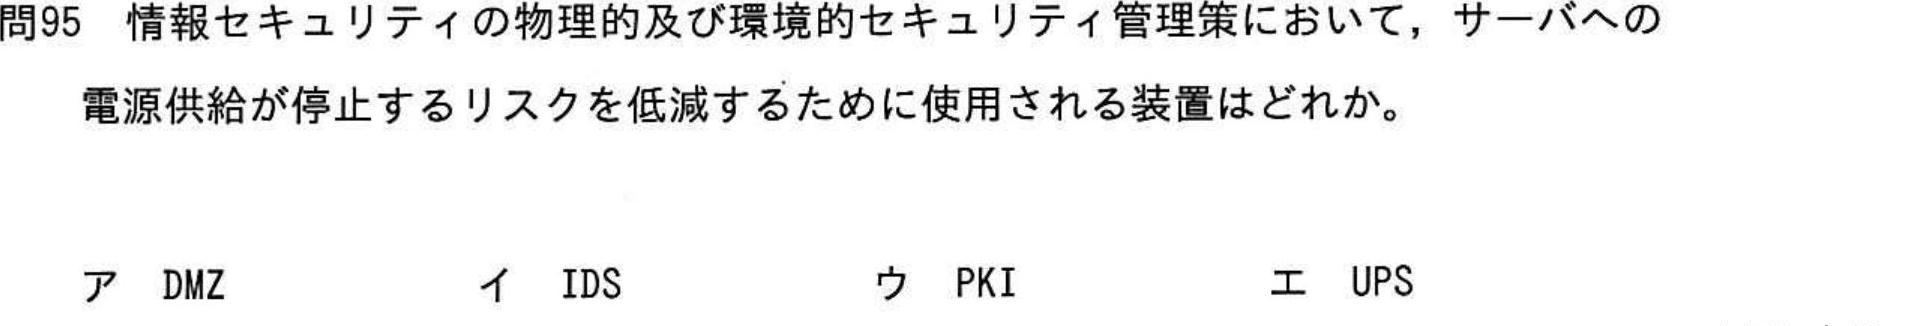 問95 情報セキュリティの物理的及び環境的セキュリティ管理策において，サーバへの
電源供給が停止するリスクを低減するために使用される装置はどれか。
ア DMZ イ IDS ウ PKI エ UPS